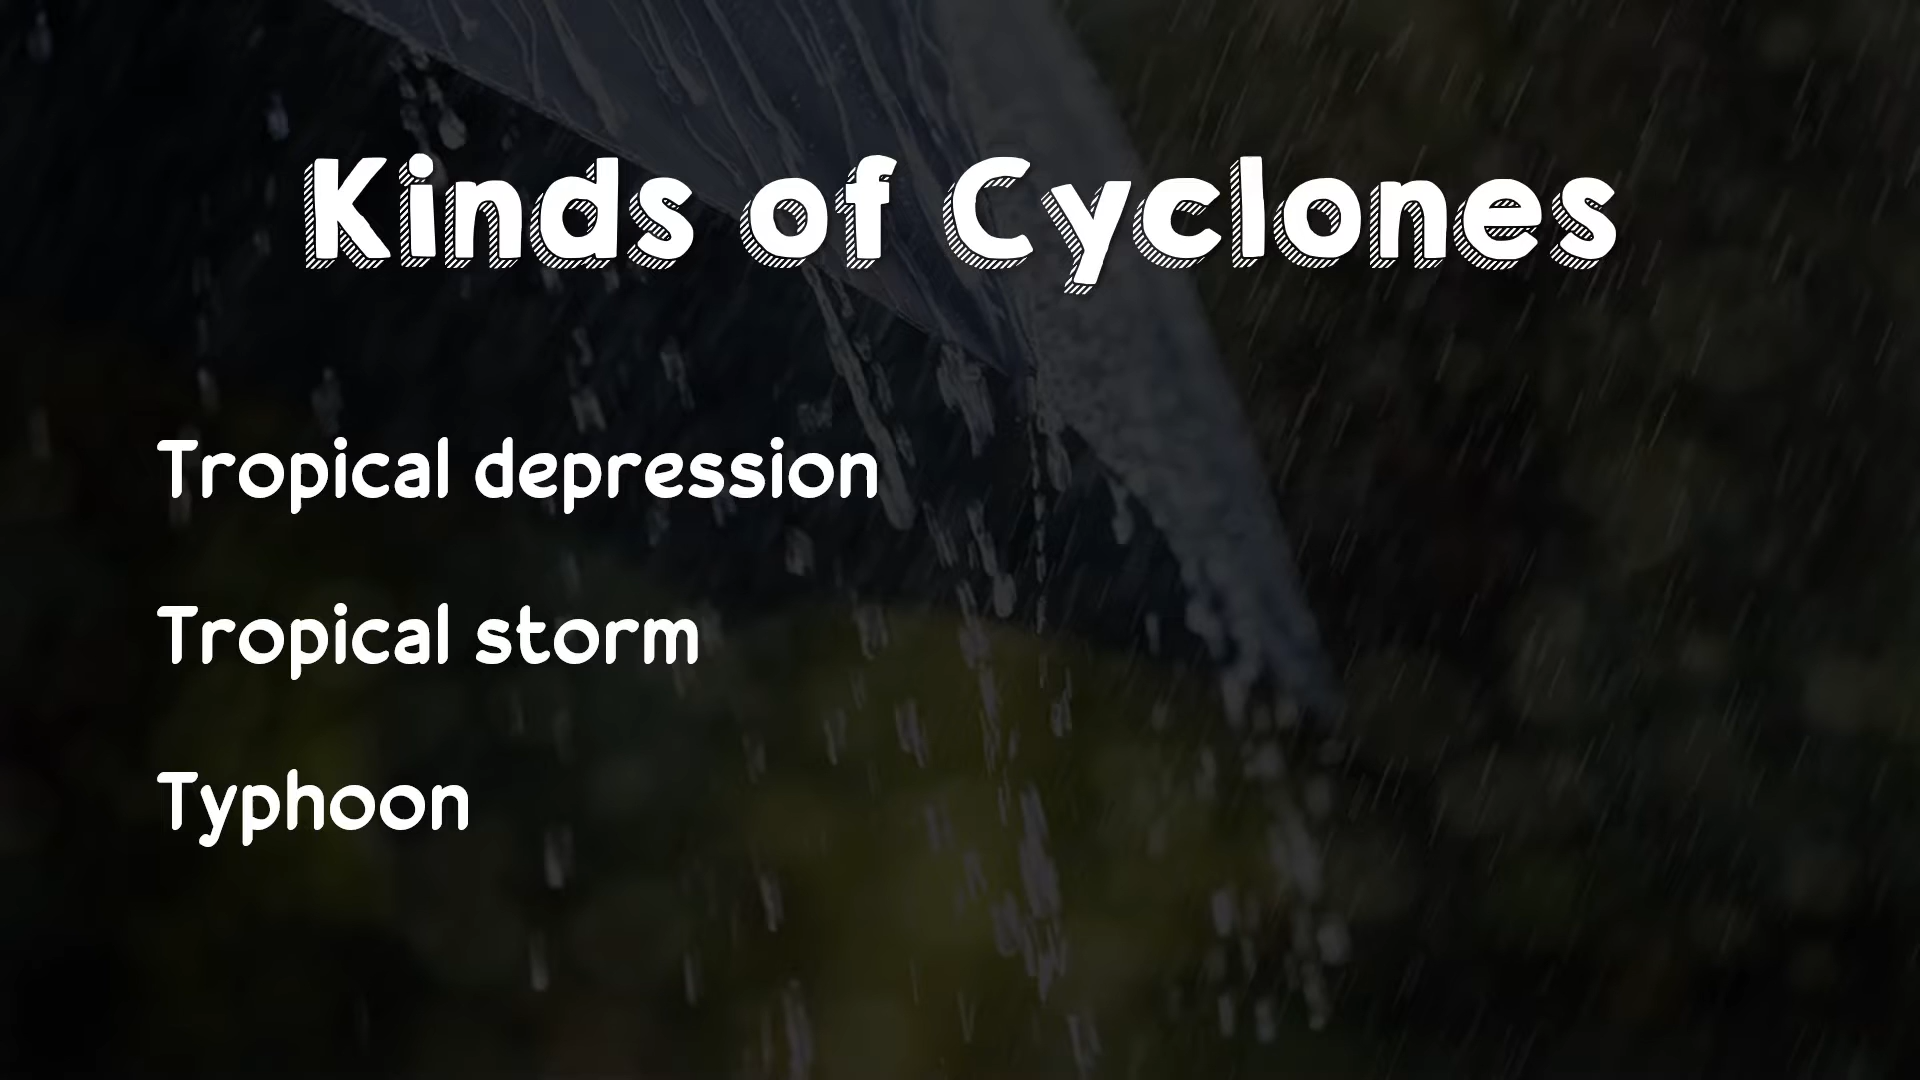 Kinds of Cyclones
Tropical depression
Tropical storm
Typhoon